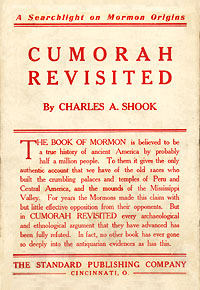 A Searchlight on Mormon Origins
CUMORAH
REVISITED
By CHARLES A. SHOOK
THE BOOK OF MORMON is believed to be
a true history of ancient America by probably
half a million people. To them it gives the only
authentic account that we have of the old races who
built the crumbling palaces and temples of Peru and
Central America, and the mounds of the Mississippi
Valley. For years the Mormons made this claim with
but little effective opposition from their opponents. But
in CUMORAH REVISITED every archæological
and ethnological argument that they have advanced has
been fully refuted. In fact, no other book has ever gone
so deeply into the antiquarian evidences as has this.
THE STANDARD PUBLISHING COMPANY
CINCINNATI, O.